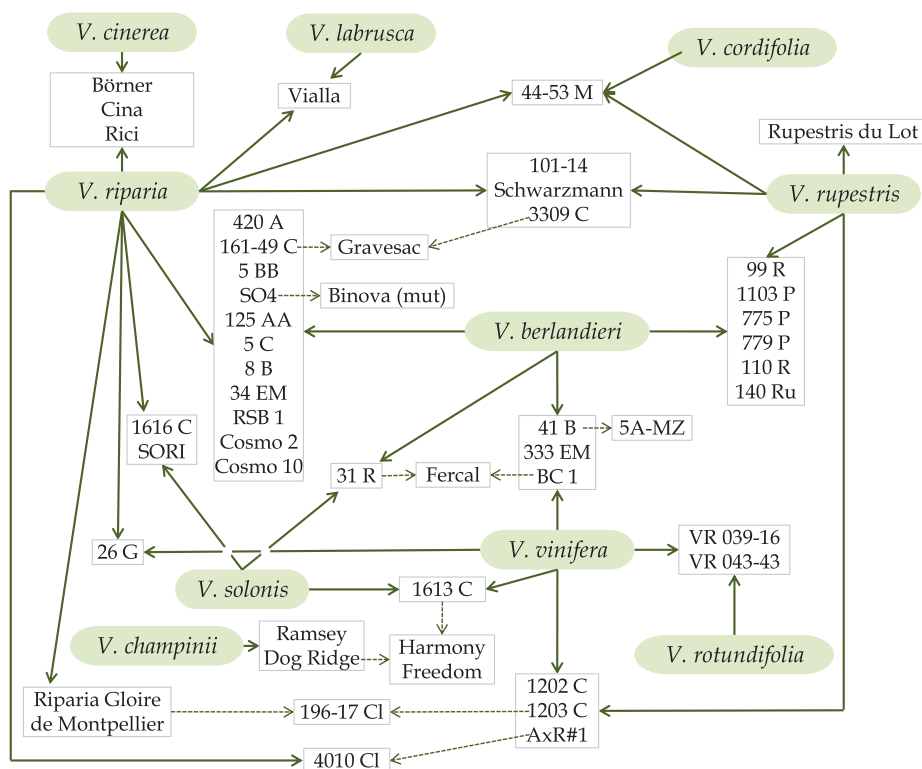 V. cinerea
V. labrusca
V. cordifolia
Börner
Cina
Rici
Vialla
44-53 M
Rupestris du Lot
V. riparia
101-14
Schwarzmann
3309 C
V. rupestris
420 A
161-49 C
5 BB
SO4
125 AA
5 C
8 B
34 EM
RSB 1
Cosmo 2
Cosmo 10
Gravesac
Binova (mut)
99 R
1103 P
775 P
779 P
110 R
140 Ru
V. berlandieri
1616 C
SORI
41 B
333 EM
BC 1
5A-MZ
31 R
Fercal
26 G
V. vinifera
VR 039-16
VR 043-43
V. solonis
1613 C
V. champinii
Ramsey
Dog Ridge
Harmony
Freedom
V. rotundifolia
Riparia Gloire
de Montpellier
196-17 Cl
1202 C
1203 C
AxR#1
4010 Cl